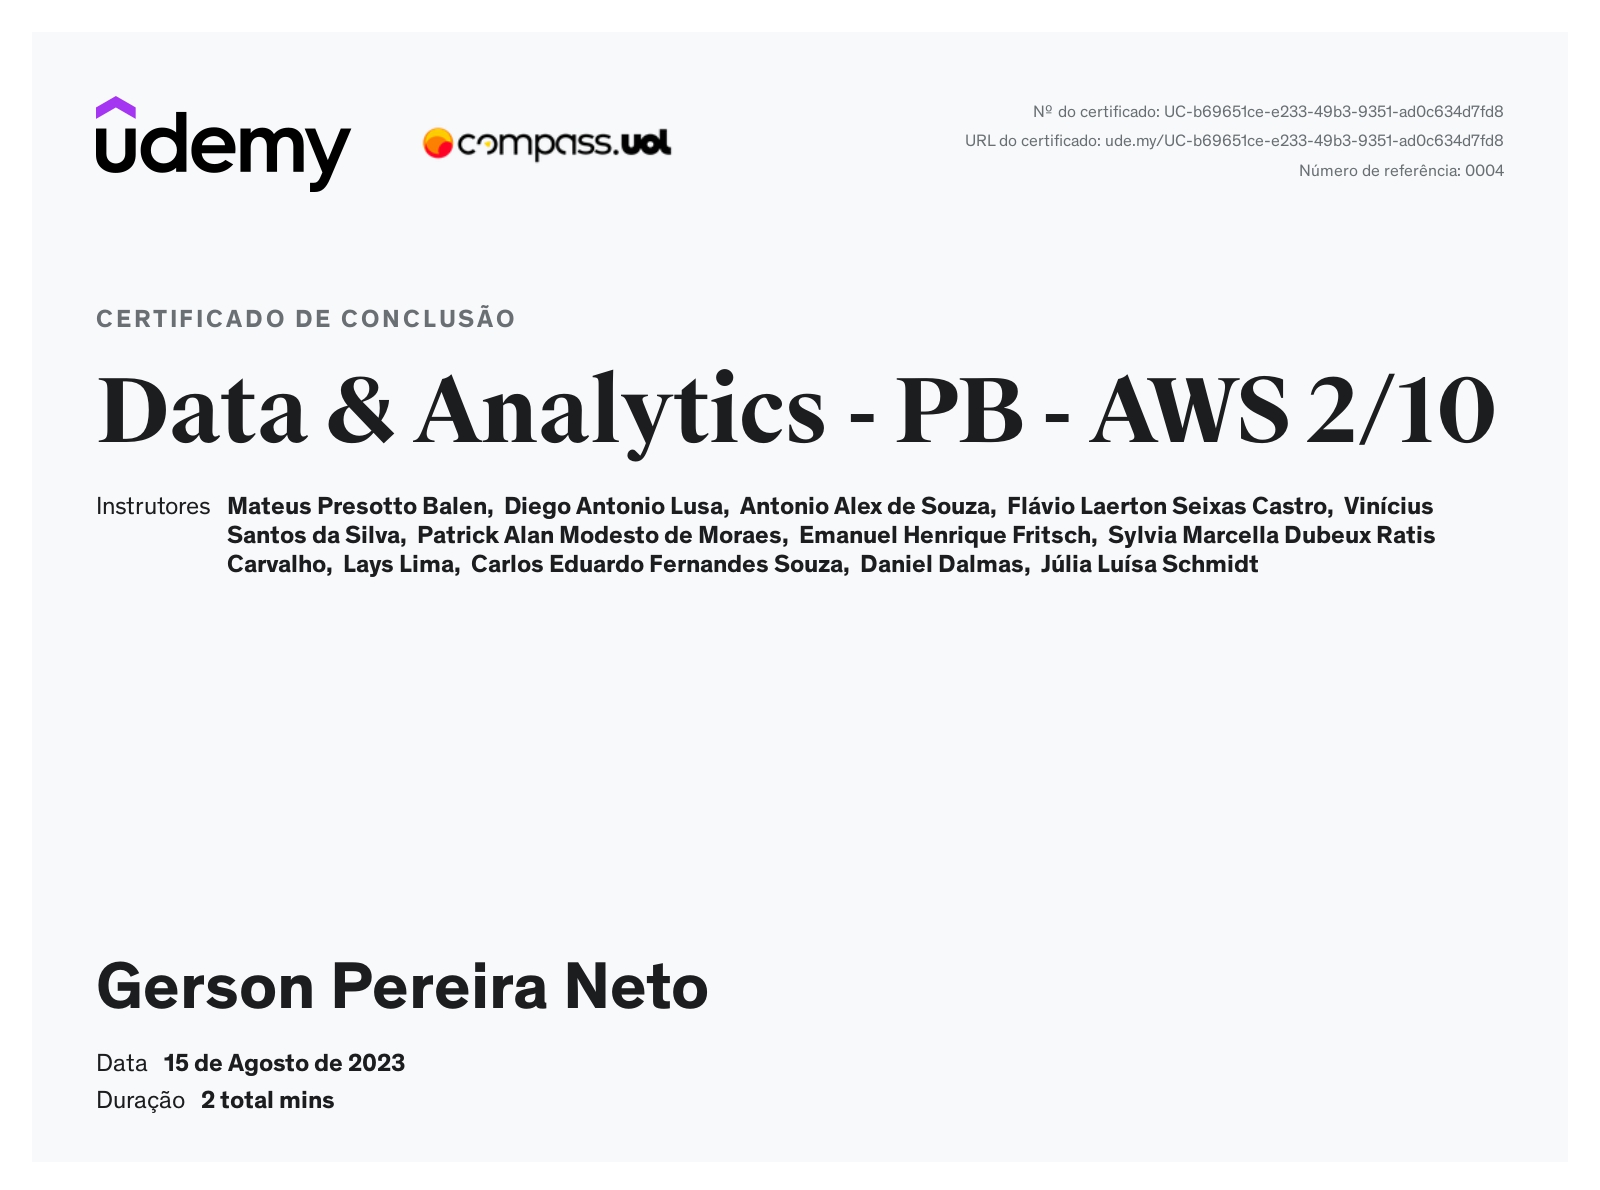 udemy
compass.uol
Nº do certificado: UC-b69651ce-e233-49b3-9351-ad0c634d7fd8
URL do certificado: ude.my/UC-b69651ce-e233-49b3-9351-ad0c634d7fd8
Número de referência: 0004
CERTIFICADO DE CONCLUSÃO
Data & Analytics - PB - AWS 2/10
Instrutores Mateus Presotto Balen, Diego Antonio Lusa, Antonio Alex de Souza, Flávio Laerton Seixas Castro, Vinícius
Santos da Silva, Patrick Alan Modesto de Moraes, Emanuel Henrique Fritsch, Sylvia Marcella Dubeux Ratis
Carvalho, Lays Lima, Carlos Eduardo Fernandes Souza, Daniel Dalmas, Júlia Luísa Schmidt
Gerson Pereira Neto
Data 15 de Agosto de 2023
Duração 2 total mins